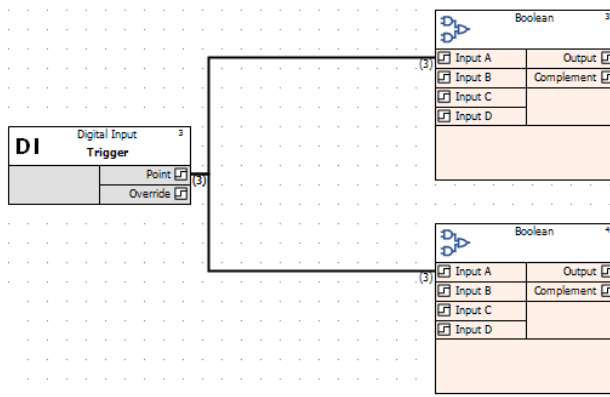 Boolean 3
(3) Input A Output
Input B Complement
Input C
Input D
Digital Input 3
DI Trigger
Point (3)
Override
Boolean 4
(3) Input A Output
Input B Complement
Input C
Input D